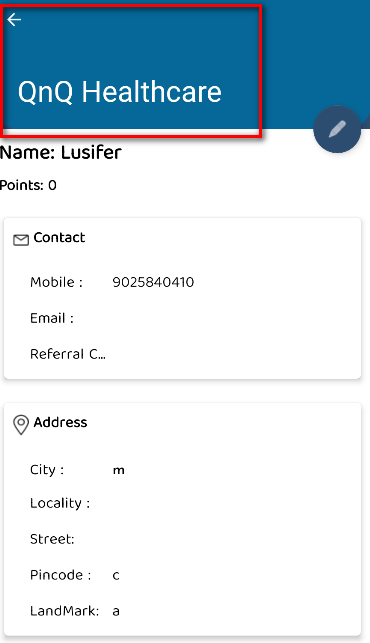 QnQ Healthcare
Name: Lusifer
Points: 0
Contact
Mobile : 9025840410
Email :
Referral C...
Address
City : m
Locality :
Street:
Pincode : c
LandMark: a